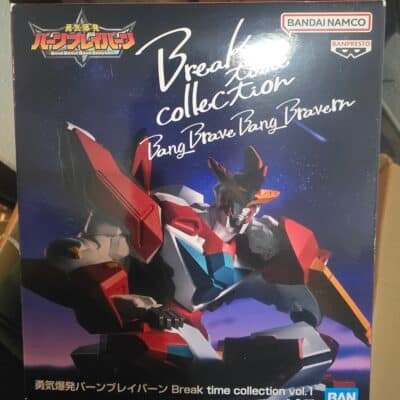 勇気爆発
バーンブレイバーン
BANDAI NAMCO
BANPRESTO
Break time
collection
Bang Brave Bang Bravern
勇気爆発バーンブレイバーン Break time collection vol.1
BAN